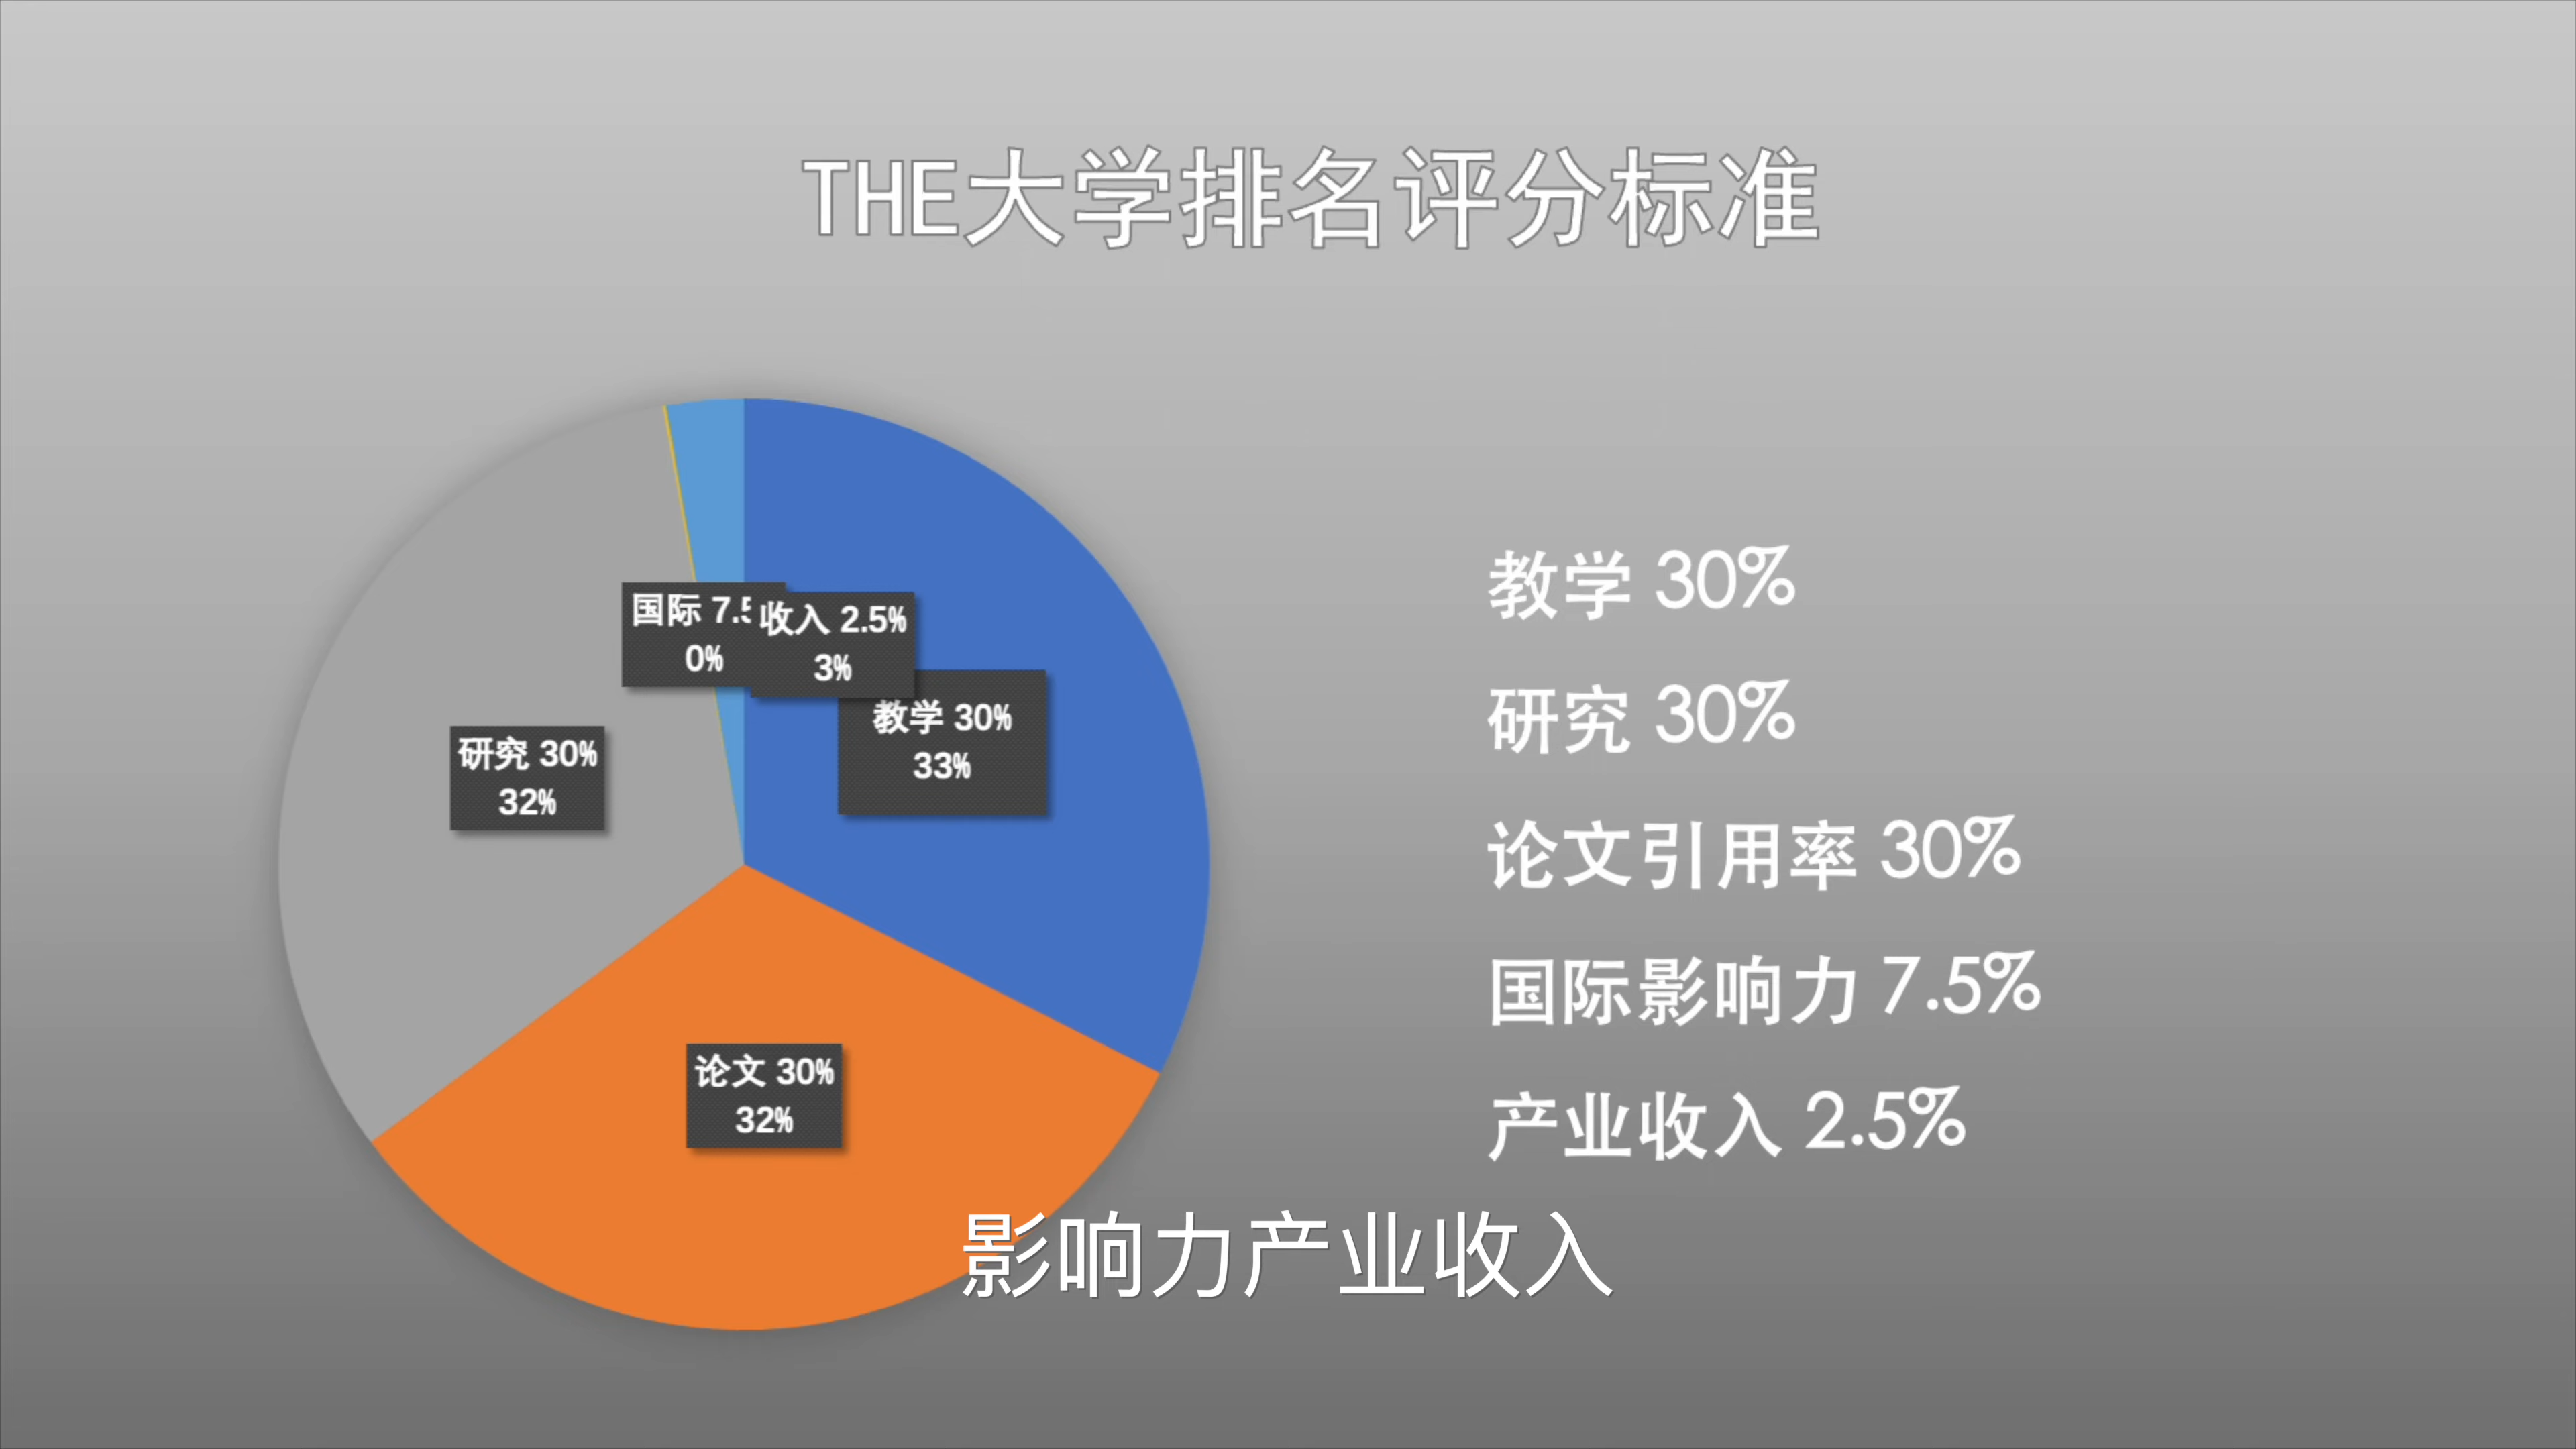 THE大学排名评分标准
国际 7.5
0%
收入 2.5%
3%
教学 30%
33%
研究 30%
32%
论文 30%
32%
教学 30%
研究 30%
论文引用率 30%
国际影响力 7.5%
产业收入 2.5%
影响力产业收入